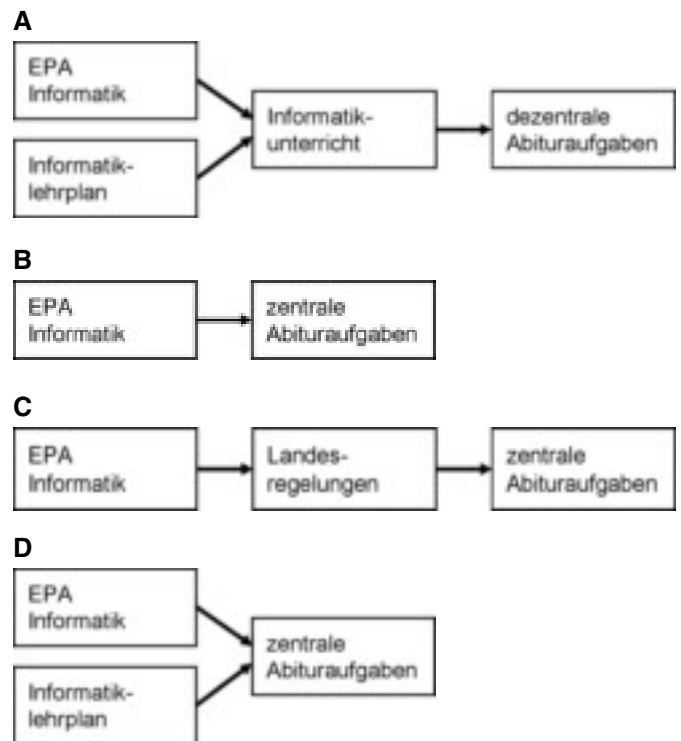 A
EPA
Informatik
Informatik-
lehrplan
Informatik-
unterricht
dezentrale
Abituraufgaben
B
EPA
Informatik
zentrale
Abituraufgaben
C
EPA
Informatik
Landes-
regelungen
zentrale
Abituraufgaben
D
EPA
Informatik
Informatik-
lehrplan
zentrale
Abituraufgaben